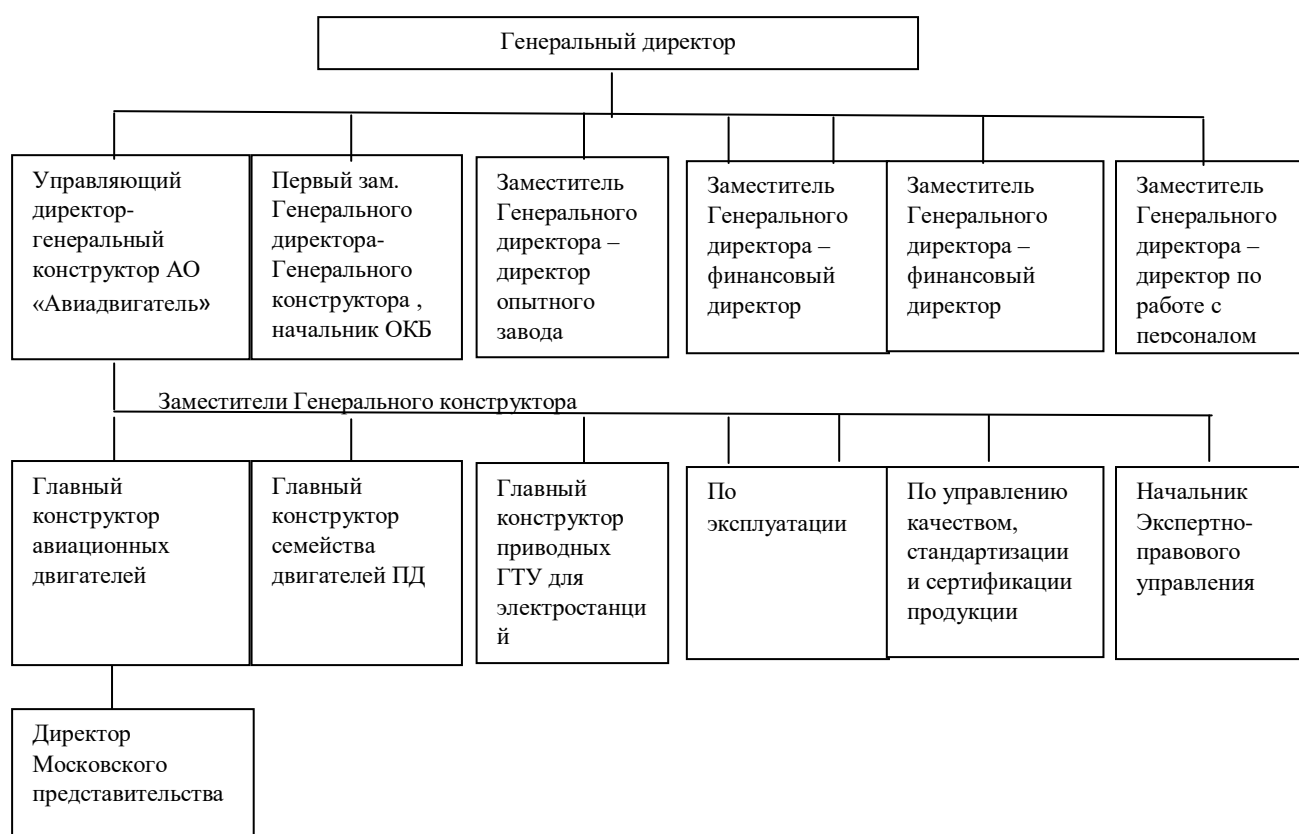 Генеральный директор
Управляющий
директор-
генеральный
конструктор АО
«Авиадвигатель»
Первый зам.
Генерального
директора-
Генерального
конструктора ,
начальник ОКБ
Заместитель
Генерального
директора –
директор
опытного
завода
Заместитель
Генерального
директора –
финансовый
директор
Заместитель
Генерального
директора –
финансовый
директор
Заместитель
Генерального
директора –
директор по
работе с
персоналом
Заместители Генерального конструктора
Главный
конструктор
авиационных
двигателей
Главный
конструктор
семейства
двигателей ПД
Главный
конструктор
приводных
ГТУ для
электростанци
й
По
эксплуатации
По управлению
качеством,
стандартизации
и сертификации
продукции
Начальник
Экспертно-
правового
управления
Директор
Московского
представительства